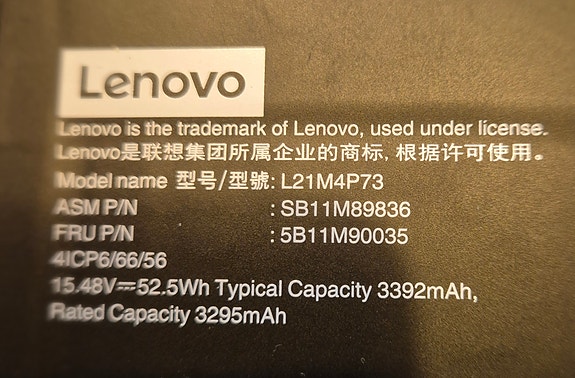 Lenovo
Lenovo is the trademark of Lenovo, used under license.
Lenovo是联想集团所属企业的商标, 根据许可使用。
Model name 型号/型號: L21M4P73
ASM P/N : SB11M89836
FRU P/N : 5B11M90035
4ICP6/66/56
15.48V⎓52.5Wh Typical Capacity 3392mAh,
Rated Capacity 3295mAh